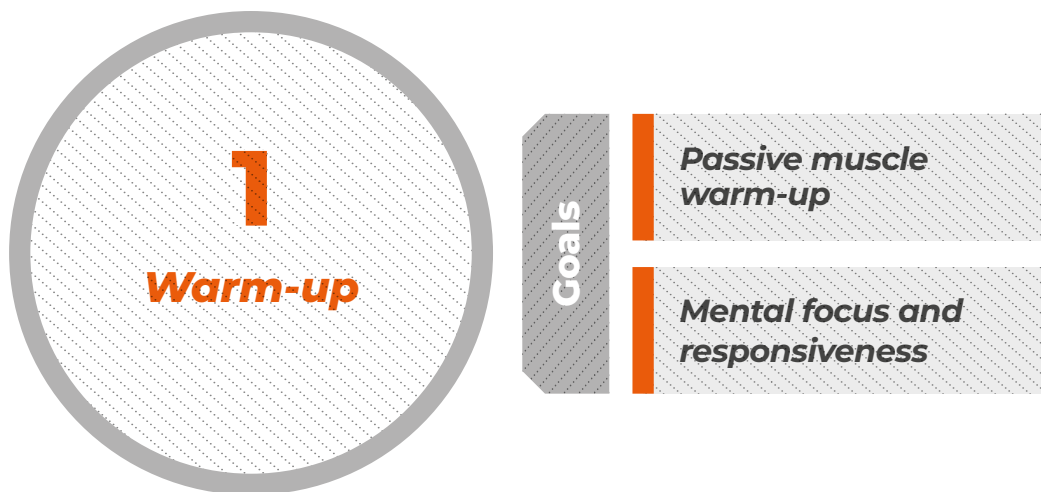 1
Warm-up
Goals
Passive muscle
warm-up
Mental focus and
responsiveness